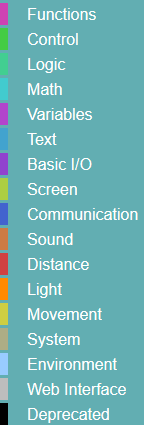 Functions
Control
Logic
Math
Variables
Text
Basic I/O
Screen
Communication
Sound
Distance
Light
Movement
System
Environment
Web Interface
Deprecated